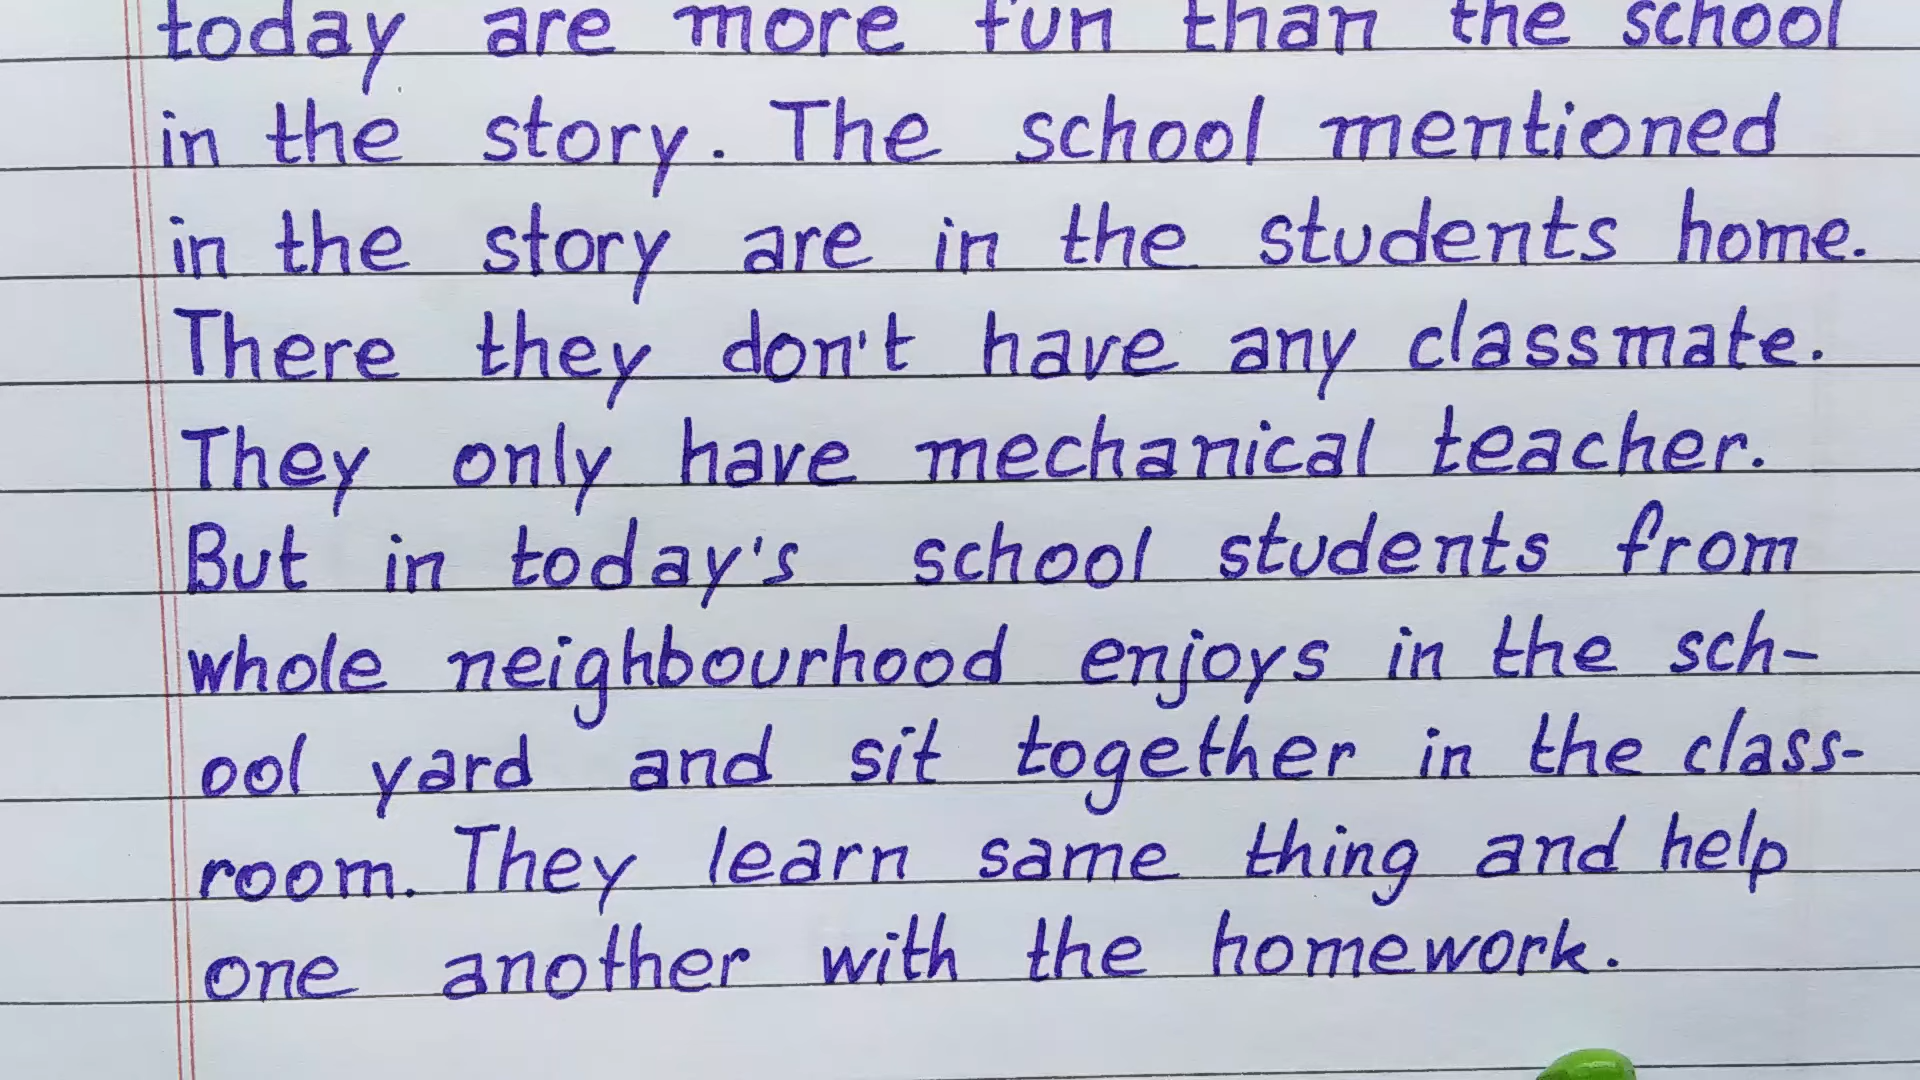 today are more fun than the school
in the story. The school mentioned
in the story are in the students home.
There they don't have any classmate.
They only have mechanical teacher.
But in today's school students from
whole neighbourhood enjoys in the sch-
ool yard and sit together in the class-
room. They learn same thing and help
one another with the homework.